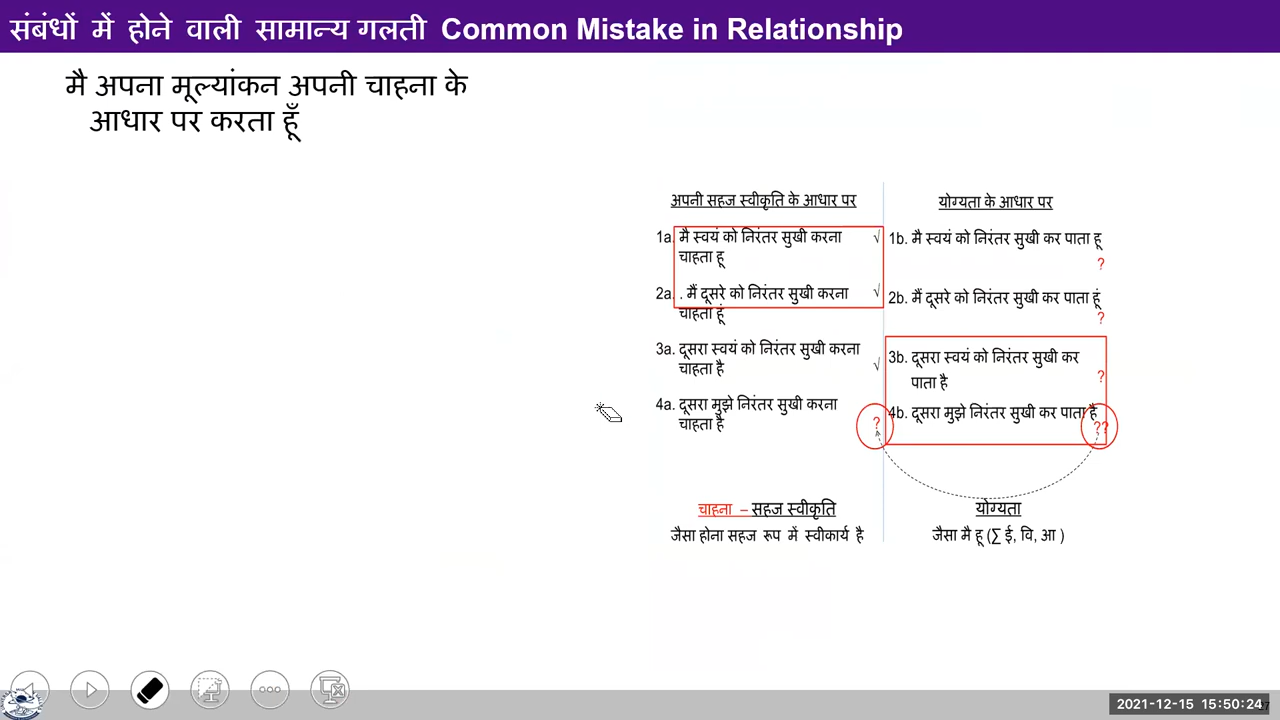 संबंधों में होने वाली सामान्य गलती Common Mistake in Relationship
मै अपना मूल्यांकन अपनी चाहना के
आधार पर करता हूँ
अपनी सहज स्वीकृति के आधार पर
1a. मै स्वयं को निरंतर सुखी करना √
चाहता हू
2a. . मैं दूसरे को निरंतर सुखी करना √
चाहता हूं
3a. दूसरा स्वयं को निरंतर सुखी करना
चाहता है √
4a. दूसरा मुझे निरंतर सुखी करना
चाहता है ?
चाहना – सहज स्वीकृति
जैसा होना सहज रूप में स्वीकार्य है
योग्यता के आधार पर
1b. मै स्वयं को निरंतर सुखी कर पाता हू
?
2b. मैं दूसरे को निरंतर सुखी कर पाता हूं
?
3b. दूसरा स्वयं को निरंतर सुखी कर
पाता है ?
4b. दूसरा मुझे निरंतर सुखी कर पाता है
??
योग्यता
जैसा मै हू (∑ ई, वि, आ )
2021-12-15 15:50:24